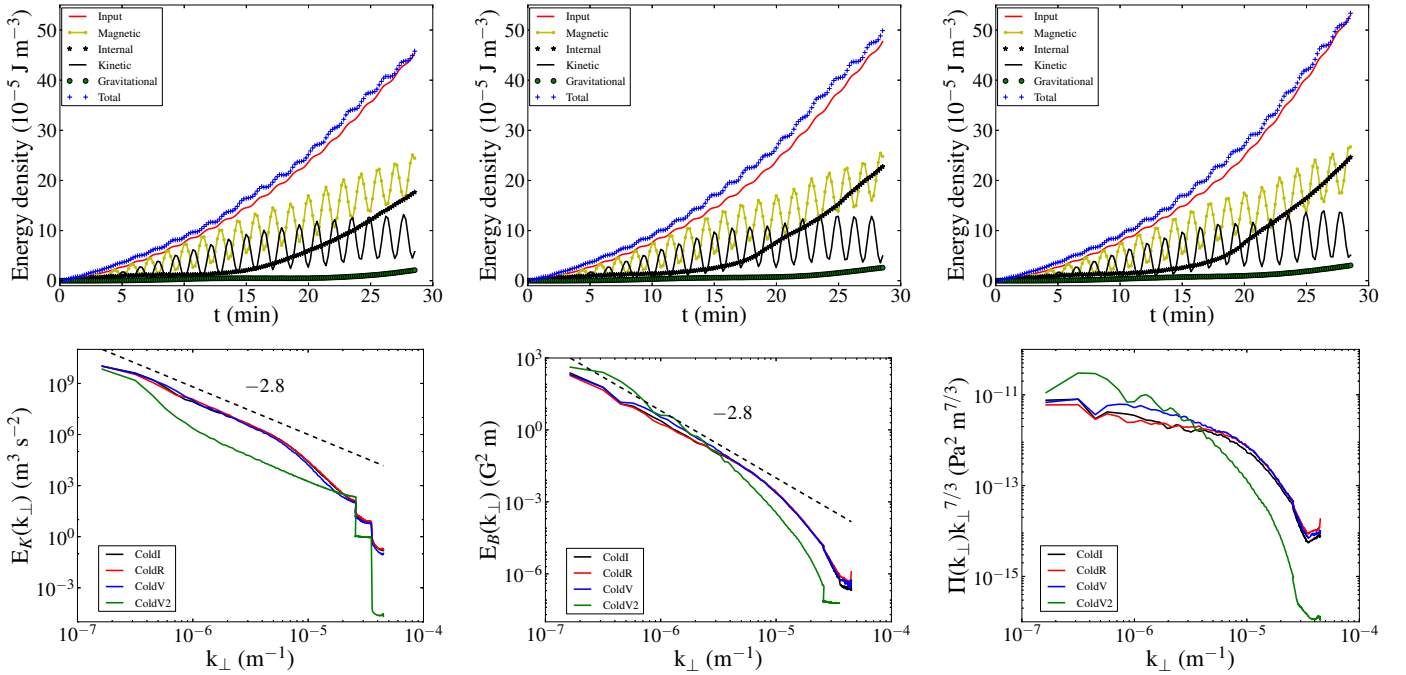 Energy density (10⁻⁵ J m⁻³)
50
40
30
20
10
0
Input
Magnetic
Internal
Kinetic
Gravitational
Total
0 5 10 15 20 25 30
t (min)
Energy density (10⁻⁵ J m⁻³)
50
40
30
20
10
0
Input
Magnetic
Internal
Kinetic
Gravitational
Total
0 5 10 15 20 25 30
t (min)
Energy density (10⁻⁵ J m⁻³)
50
40
30
20
10
0
Input
Magnetic
Internal
Kinetic
Gravitational
Total
0 5 10 15 20 25 30
t (min)
E_K(k_⊥) (m³ s⁻²)
10⁹
10⁶
10³
10⁰
10⁻³
−2.8
ColdI
ColdR
ColdV
ColdV2
10⁻⁷ 10⁻⁶ 10⁻⁵ 10⁻⁴
k_⊥ (m⁻¹)
E_B(k_⊥) (G² m)
10³
10⁰
10⁻³
10⁻⁶
−2.8
ColdI
ColdR
ColdV
ColdV2
10⁻⁷ 10⁻⁶ 10⁻⁵ 10⁻⁴
k_⊥ (m⁻¹)
Π(k_⊥)k_⊥^7/3 (Pa² m^7/3)
10⁻¹¹
10⁻¹³
10⁻¹⁵
ColdI
ColdR
ColdV
ColdV2
10⁻⁷ 10⁻⁶ 10⁻⁵ 10⁻⁴
k_⊥ (m⁻¹)